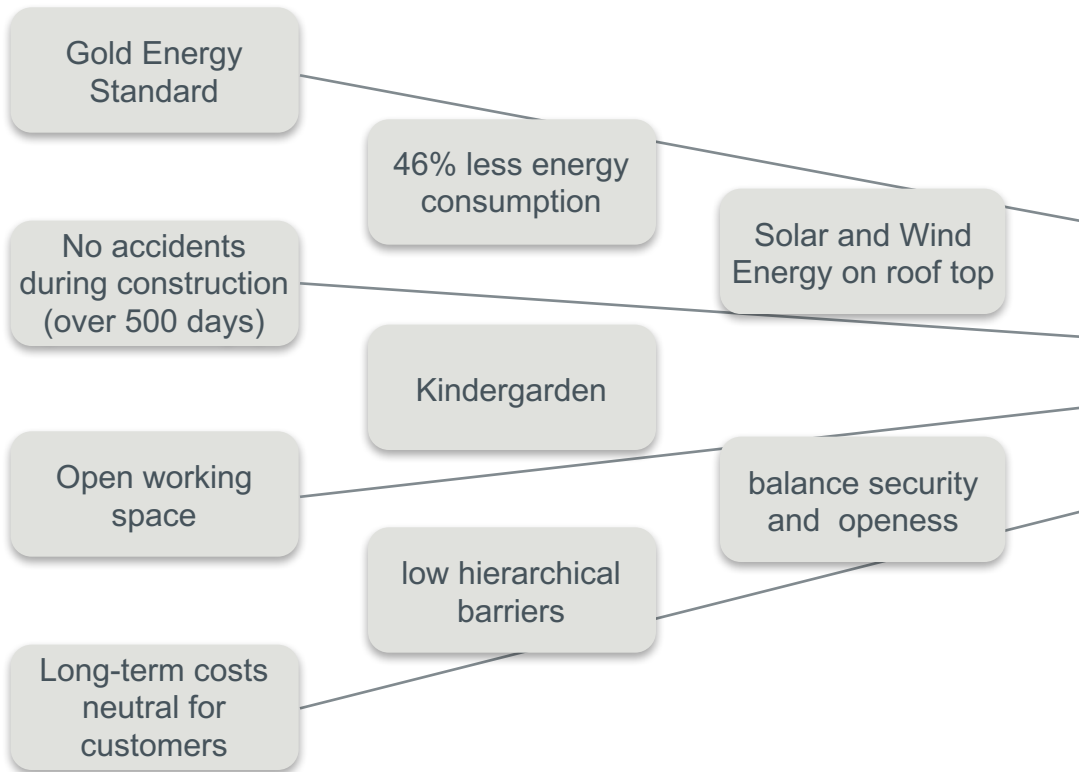 Gold Energy
Standard
46% less energy
consumption
Solar and Wind
Energy on roof top
No accidents
during construction
(over 500 days)
Kindergarden
Open working
space
balance security
and  openess
low hierarchical
barriers
Long-term costs
neutral for
customers